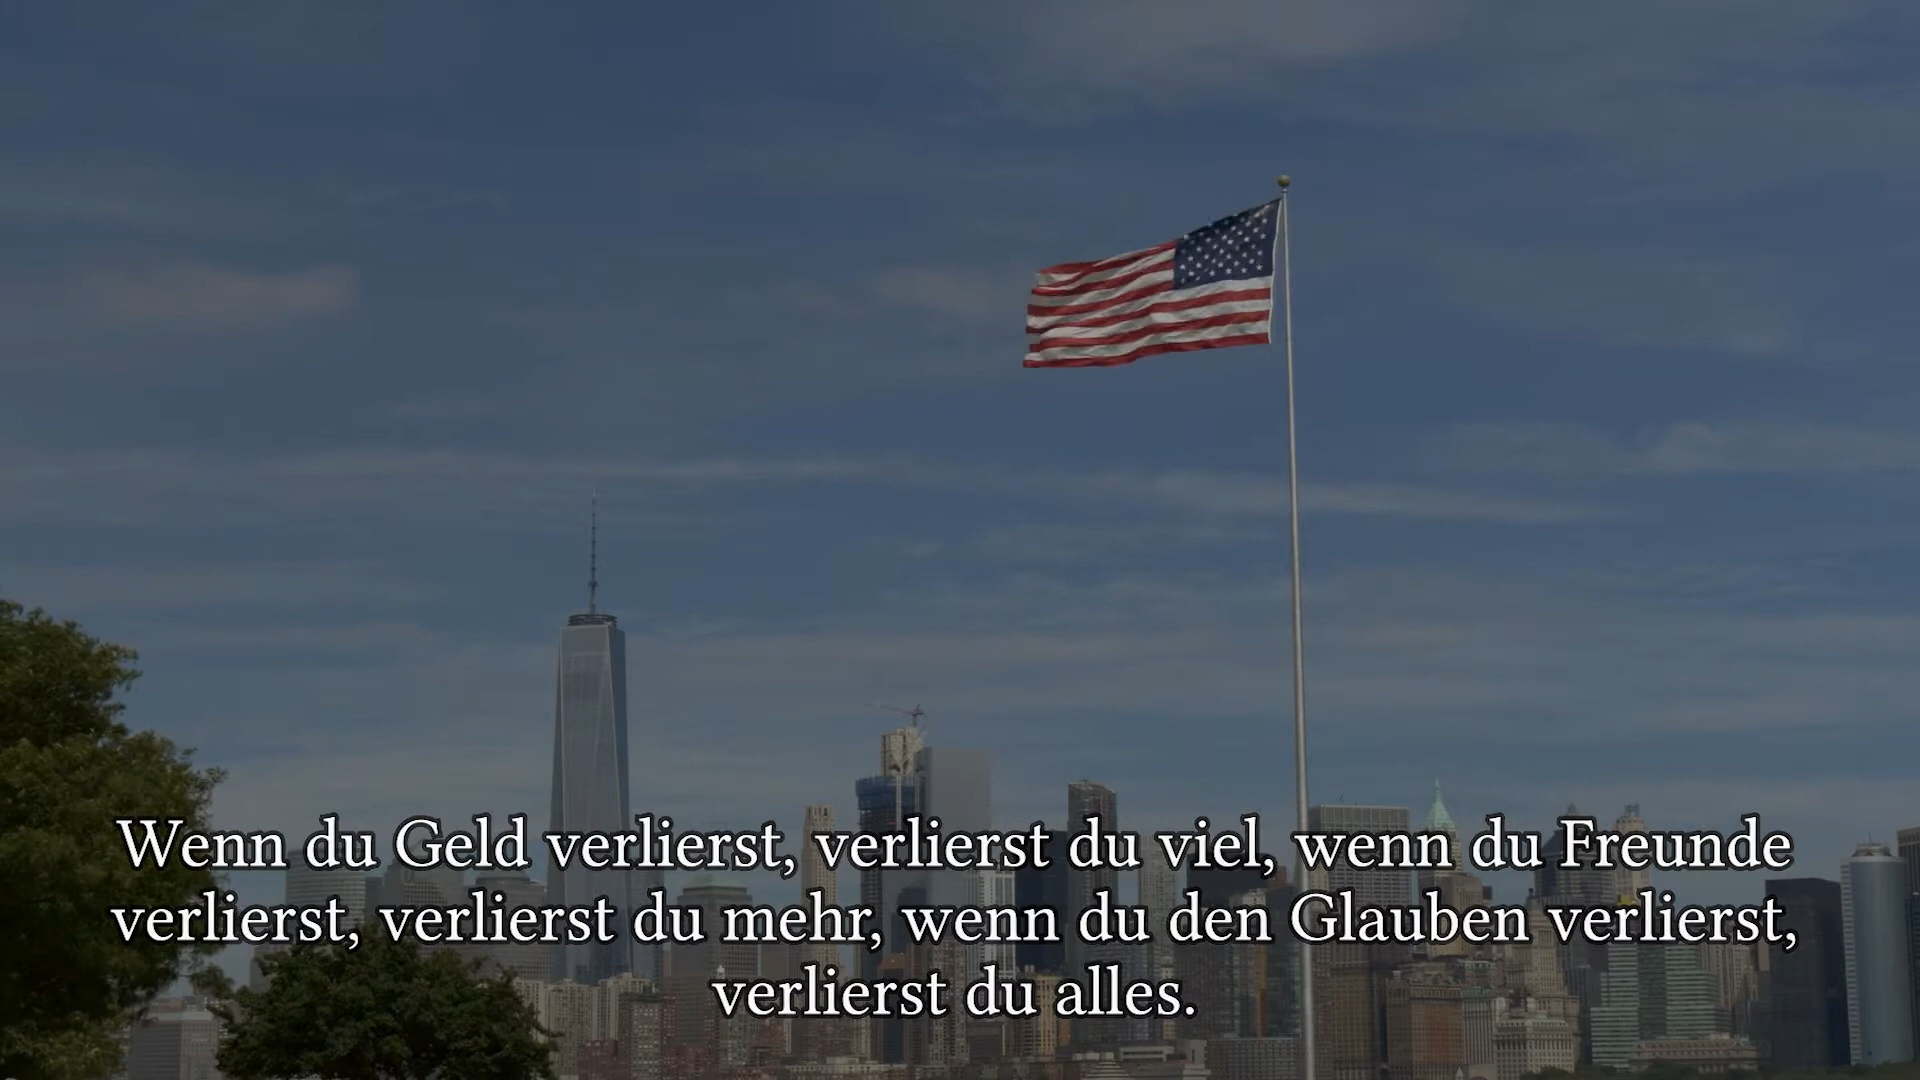 Wenn du Geld verlierst, verlierst du viel, wenn du Freunde
verlierst, verlierst du mehr, wenn du den Glauben verlierst,
verlierst du alles.